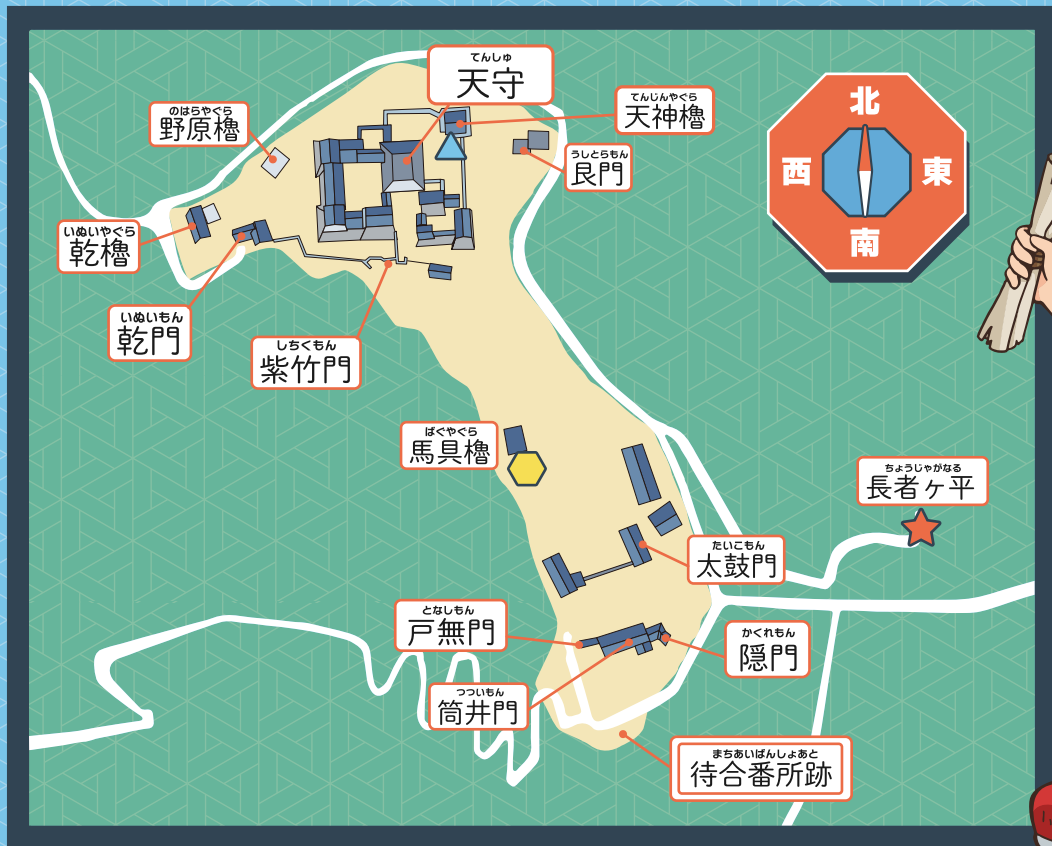 てんしゅ
天守
てんじんやぐら
天神櫓
のはらやぐら
野原櫓
うしとらもん
艮門
北
西
東
南
いぬいやぐら
乾櫓
いぬいもん
乾門
しちくもん
紫竹門
ばぐやぐら
馬具櫓
ちょうじゃがなる
長者ヶ平
たいこもん
太鼓門
となしもん
戸無門
かくれもん
隠門
つついもん
筒井門
まちあいばんしょあと
待合番所跡